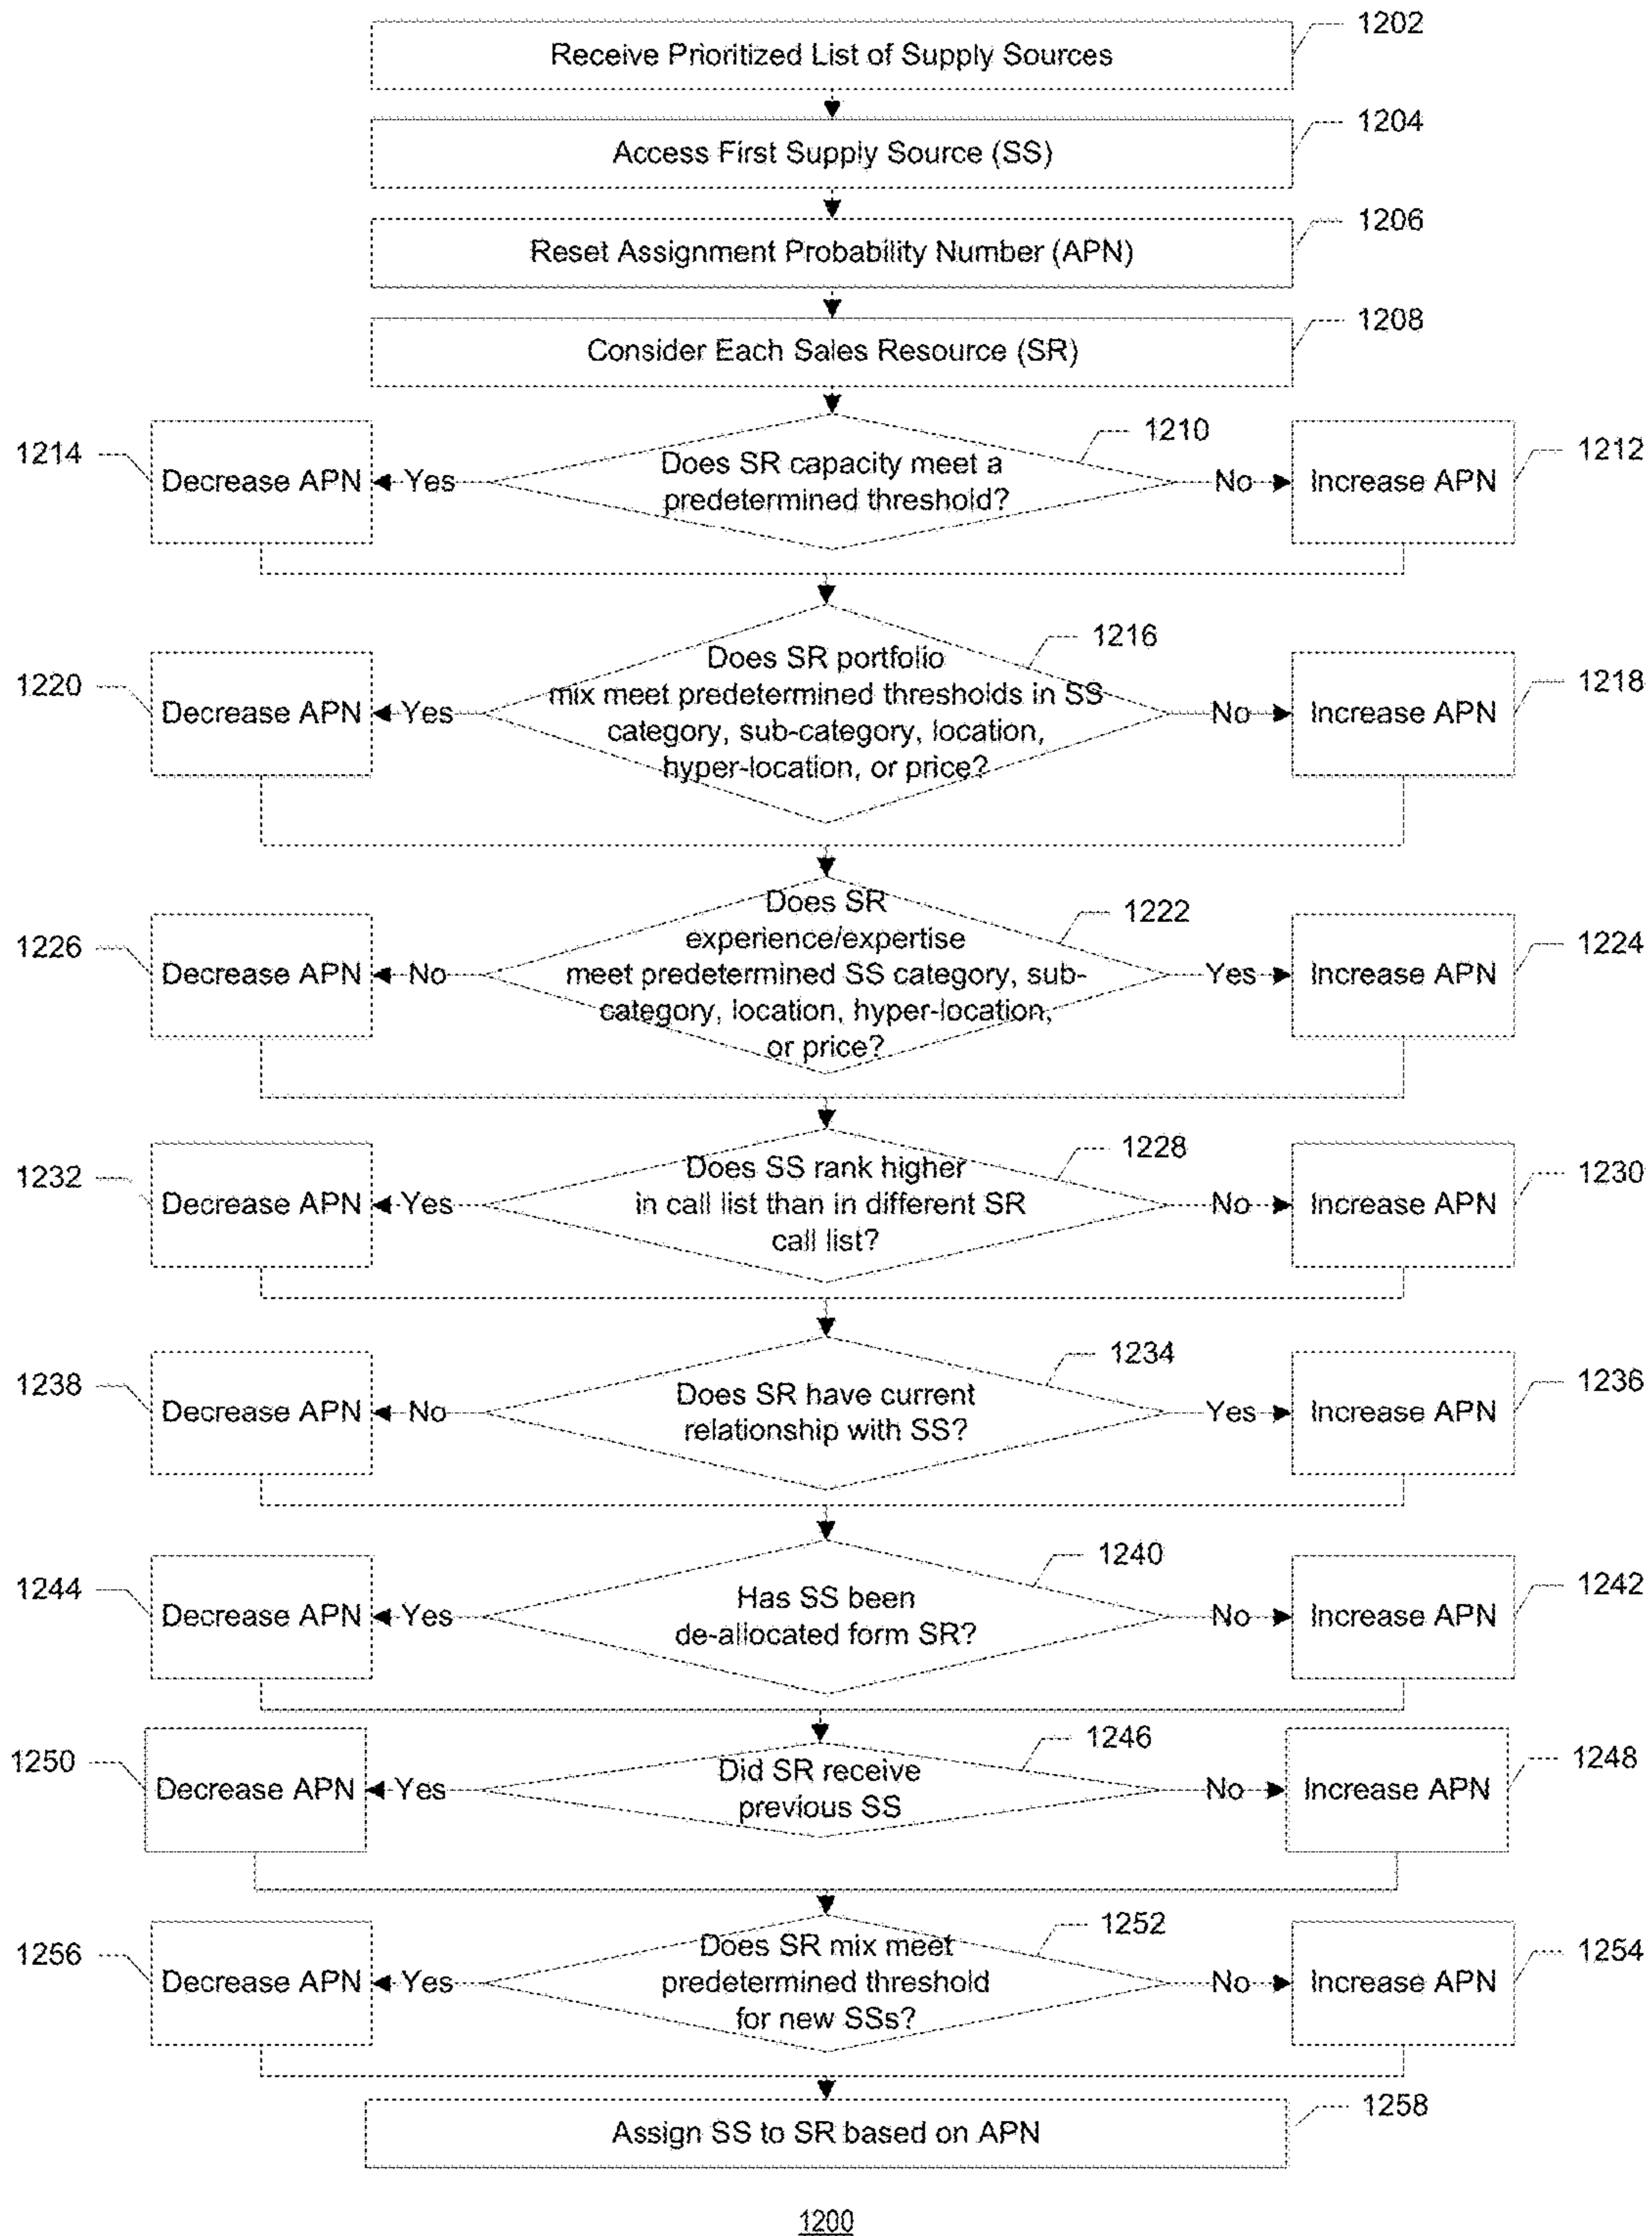 Receive Prioritized List of Supply Sources
1202
Access First Supply Source (SS)
1204
Reset Assignment Probability Number (APN)
1206
Consider Each Sales Resource (SR)
1208
1214
Decrease APN
Yes
Does SR capacity meet a
predetermined threshold?
1210
No
Increase APN
1212
1220
Decrease APN
Yes
Does SR portfolio
mix meet predetermined thresholds in SS
category, sub-category, location,
hyper-location, or price?
1216
No
Increase APN
1218
1226
Decrease APN
No
Does SR
experience/expertise
meet predetermined SS category, sub-
category, location, hyper-location,
or price?
1222
Yes
Increase APN
1224
1232
Decrease APN
Yes
Does SS rank higher
in call list than in different SR
call list?
1228
No
Increase APN
1230
1238
Decrease APN
No
Does SR have current
relationship with SS?
1234
Yes
Increase APN
1236
1244
Decrease APN
Yes
Has SS been
de-allocated form SR?
1240
No
Increase APN
1242
1250
Decrease APN
Yes
Did SR receive
previous SS
1246
No
Increase APN
1248
1256
Decrease APN
Yes
Does SR mix meet
predetermined threshold
for new SSs?
1252
No
Increase APN
1254
Assign SS to SR based on APN
1258
1200